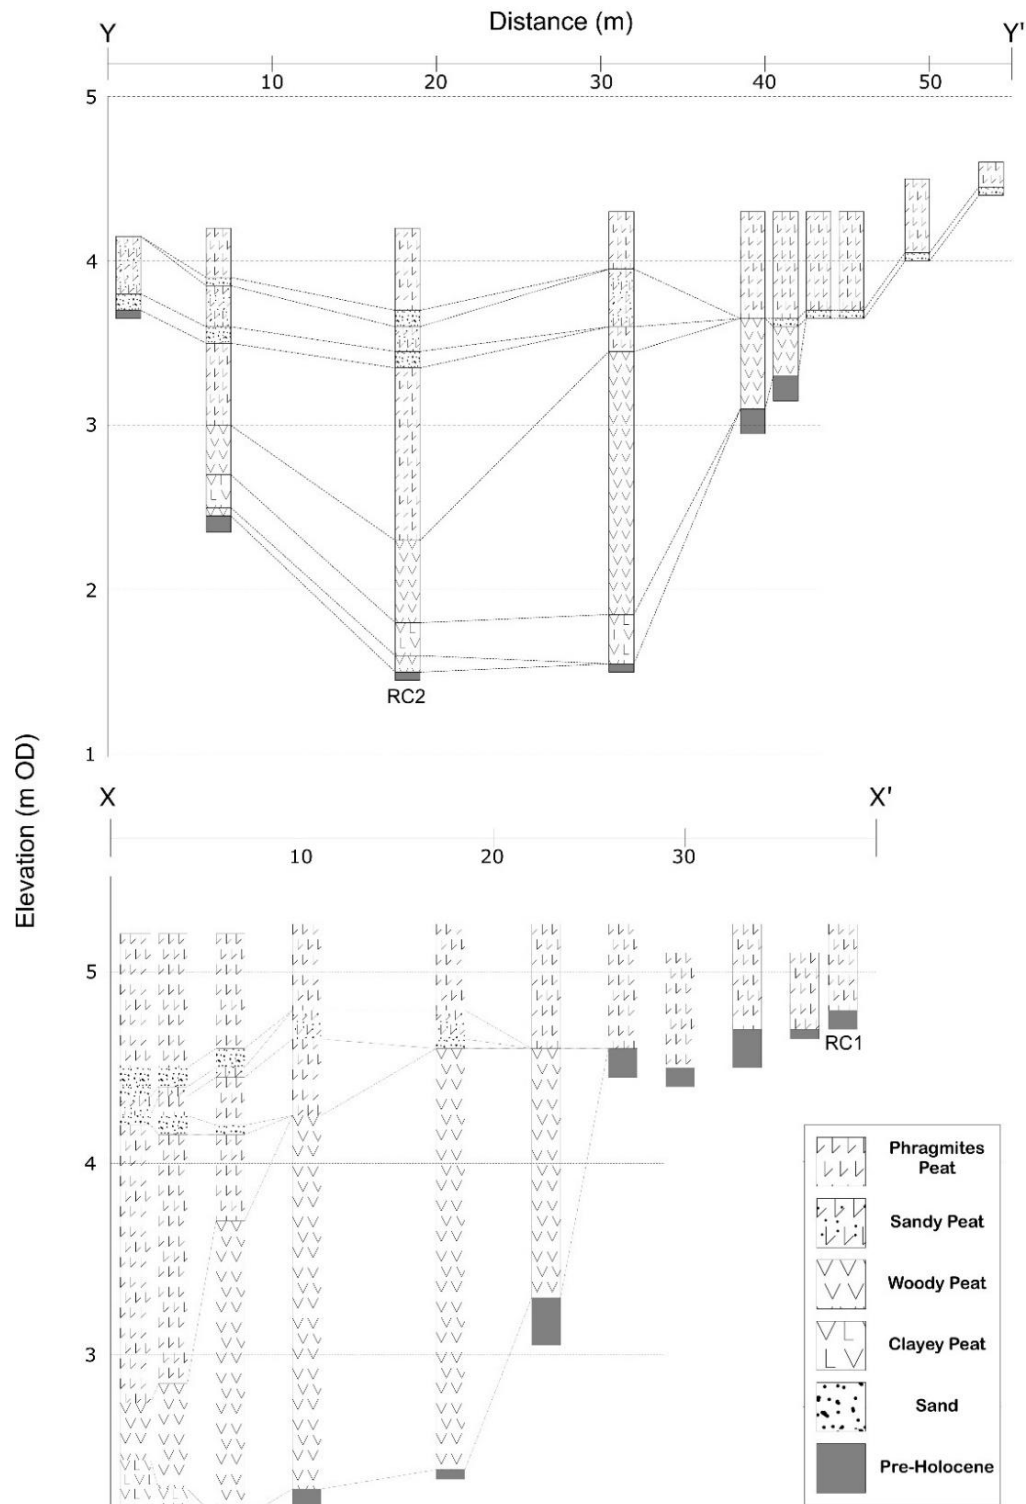 Distance (m)
Y Y'
10 20 30 40 50
5
4
3
2
RC2
1
Elevation (m OD)
X X'
10 20 30
5
RC1
4
3
Phragmites
Peat
Sandy Peat
Woody Peat
Clayey Peat
Sand
Pre-Holocene